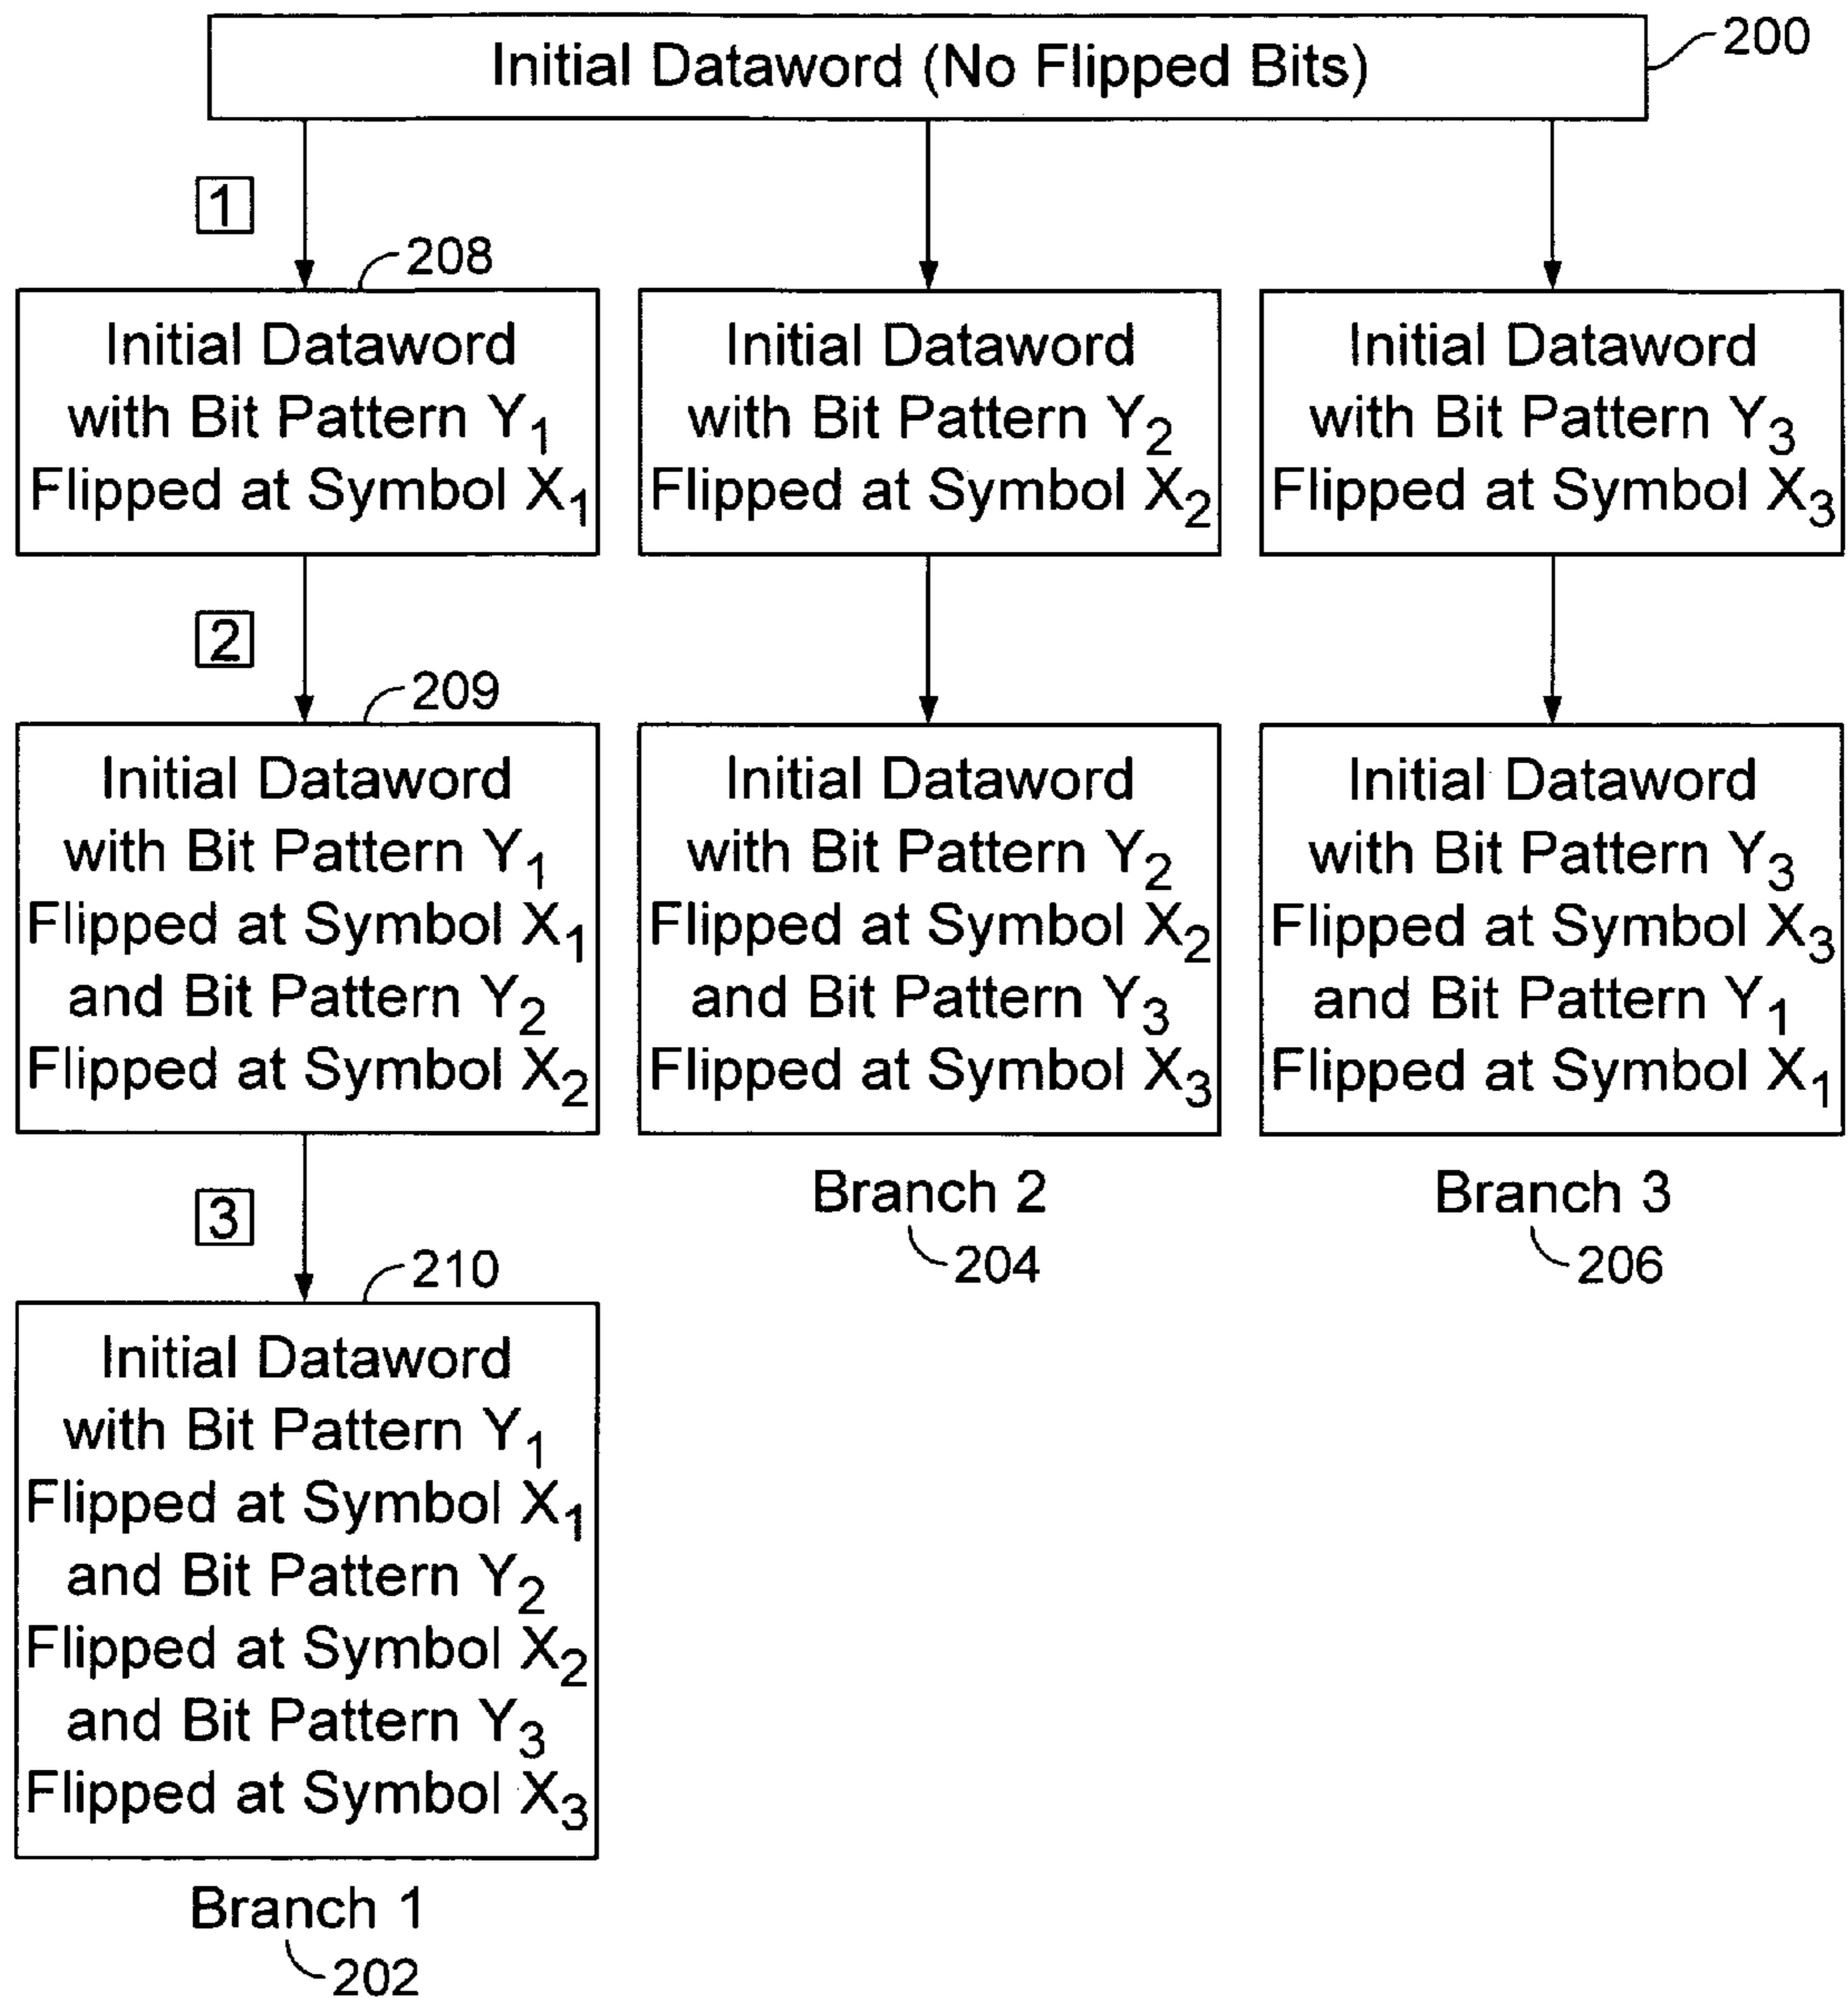 Initial Dataword (No Flipped Bits)
200
1
208
Initial Dataword
with Bit Pattern Y1
Flipped at Symbol X1
Initial Dataword
with Bit Pattern Y2
Flipped at Symbol X2
Initial Dataword
with Bit Pattern Y3
Flipped at Symbol X3
2
209
Initial Dataword
with Bit Pattern Y1
Flipped at Symbol X1
and Bit Pattern Y2
Flipped at Symbol X2
Initial Dataword
with Bit Pattern Y2
Flipped at Symbol X2
and Bit Pattern Y3
Flipped at Symbol X3
Initial Dataword
with Bit Pattern Y3
Flipped at Symbol X3
and Bit Pattern Y1
Flipped at Symbol X1
Branch 2
204
Branch 3
206
3
210
Initial Dataword
with Bit Pattern Y1
Flipped at Symbol X1
and Bit Pattern Y2
Flipped at Symbol X2
and Bit Pattern Y3
Flipped at Symbol X3
Branch 1
202